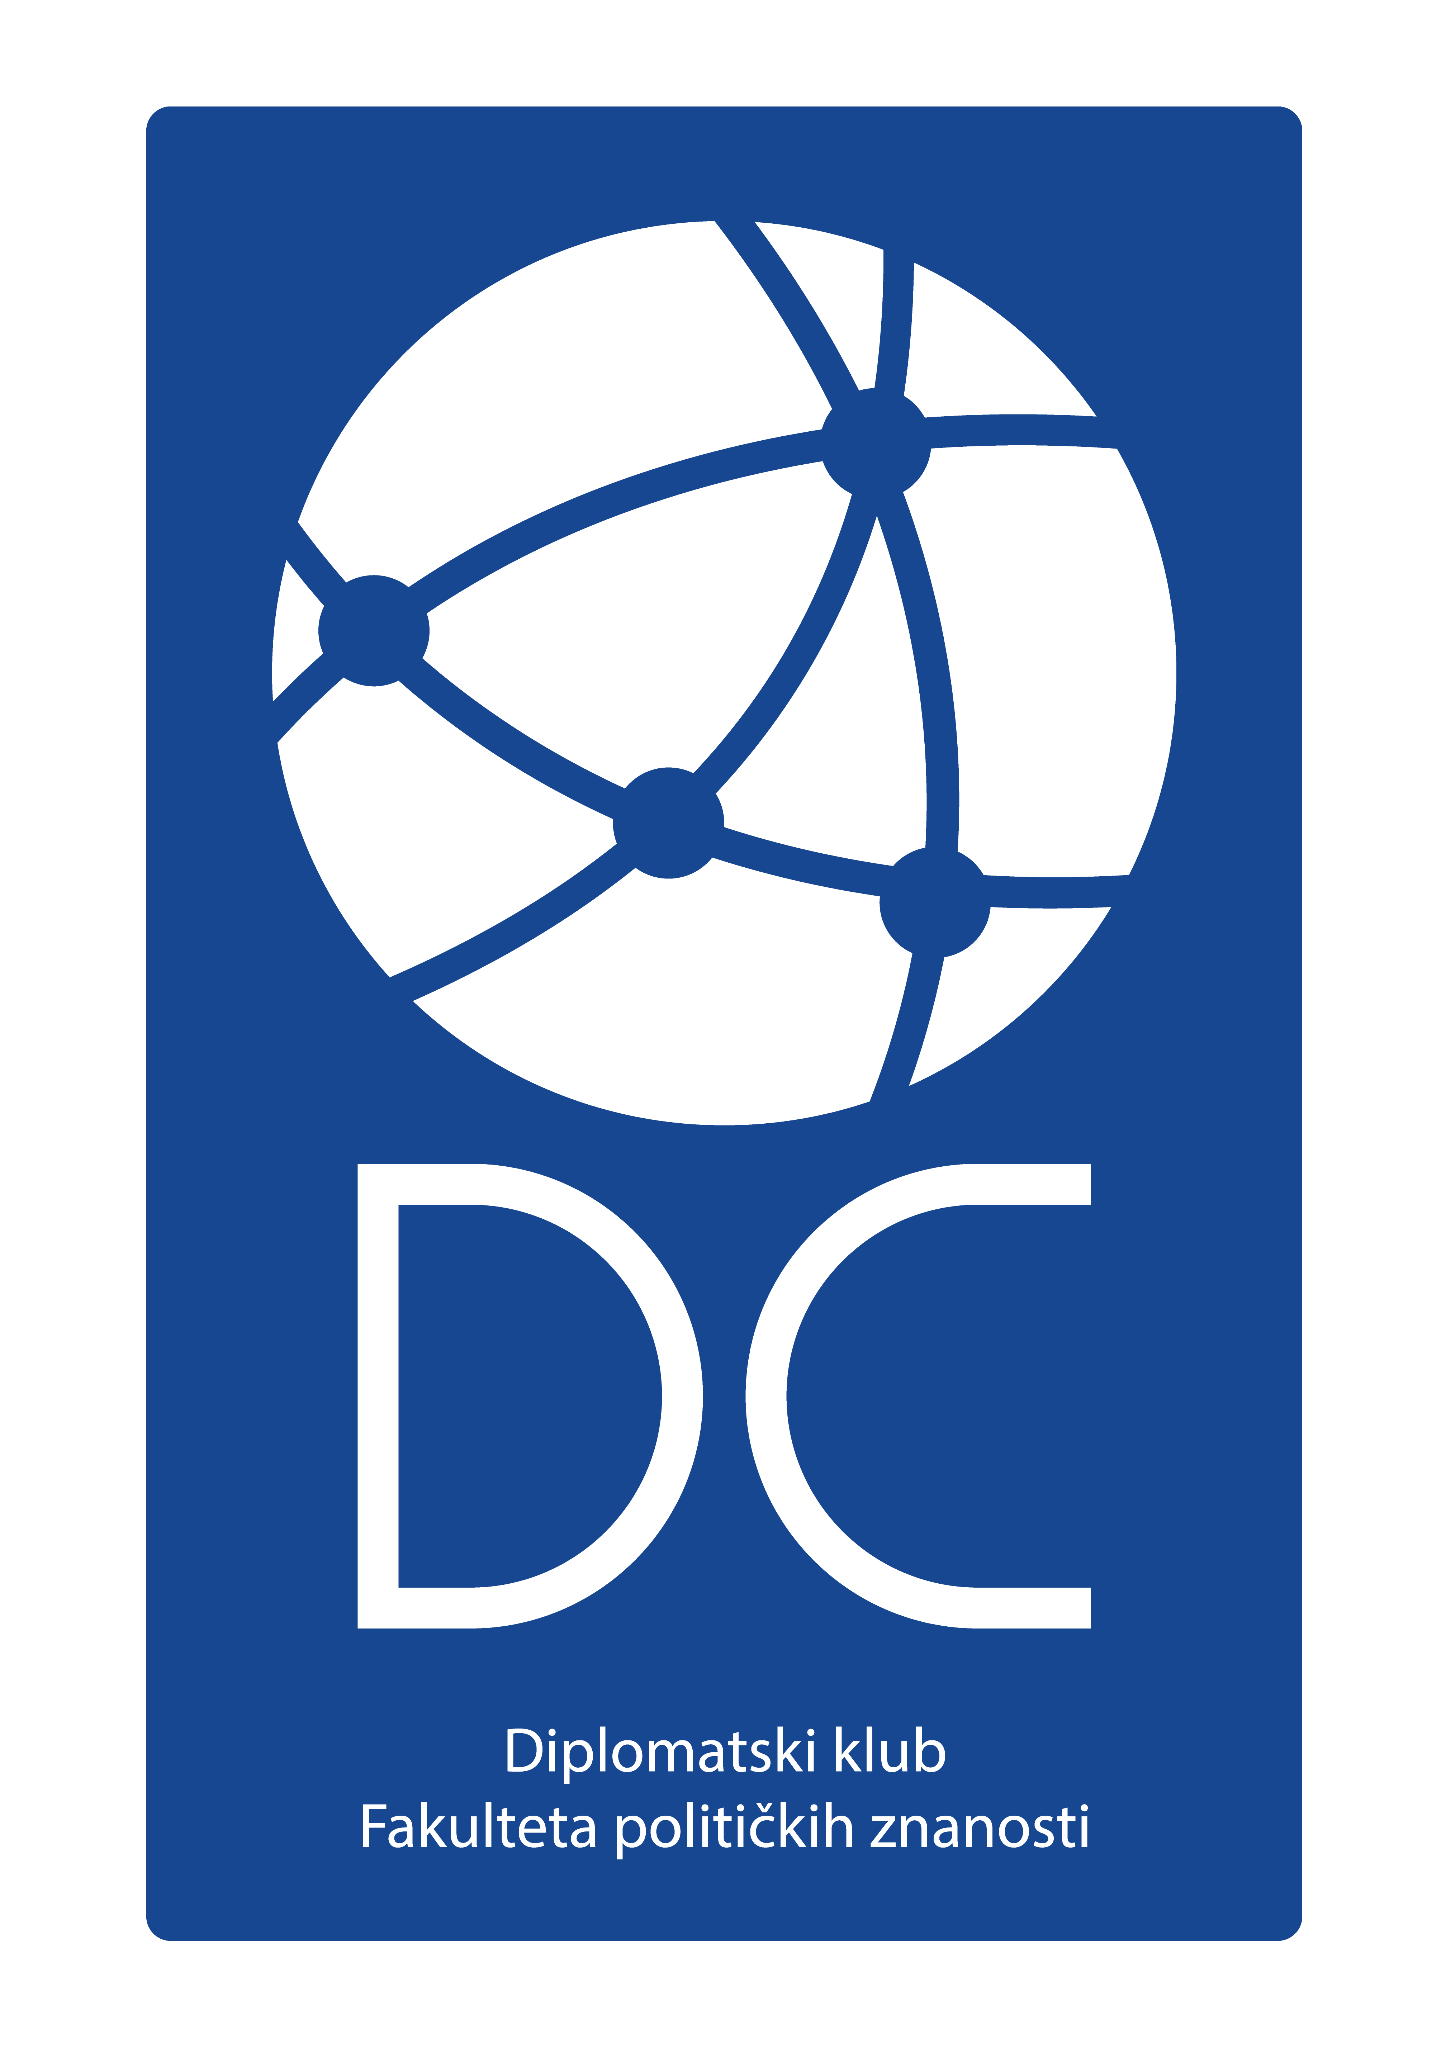 DC
Diplomatski klub
Fakulteta političkih znanosti